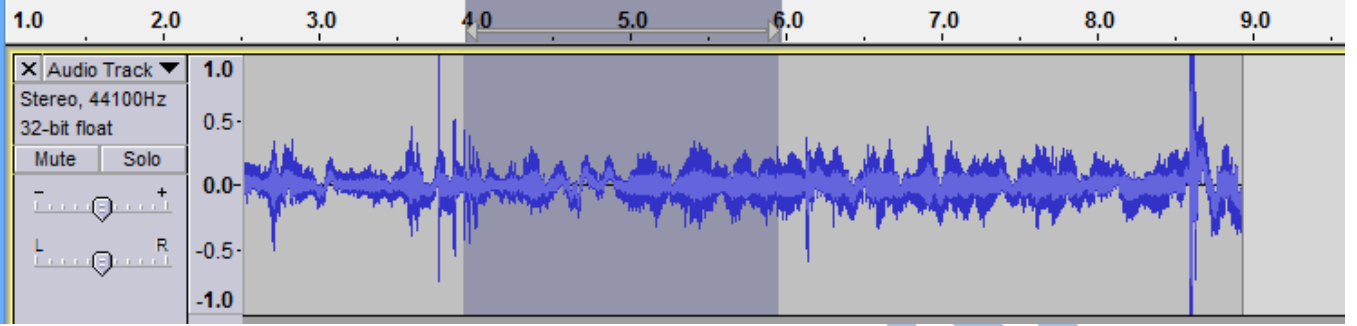 1.0 2.0 3.0 4.0 5.0 6.0 7.0 8.0 9.0
X Audio Track ▼ 1.0
Stereo, 44100Hz
32-bit float 0.5-
Mute Solo
- + 0.0-
L R -0.5-
-1.0